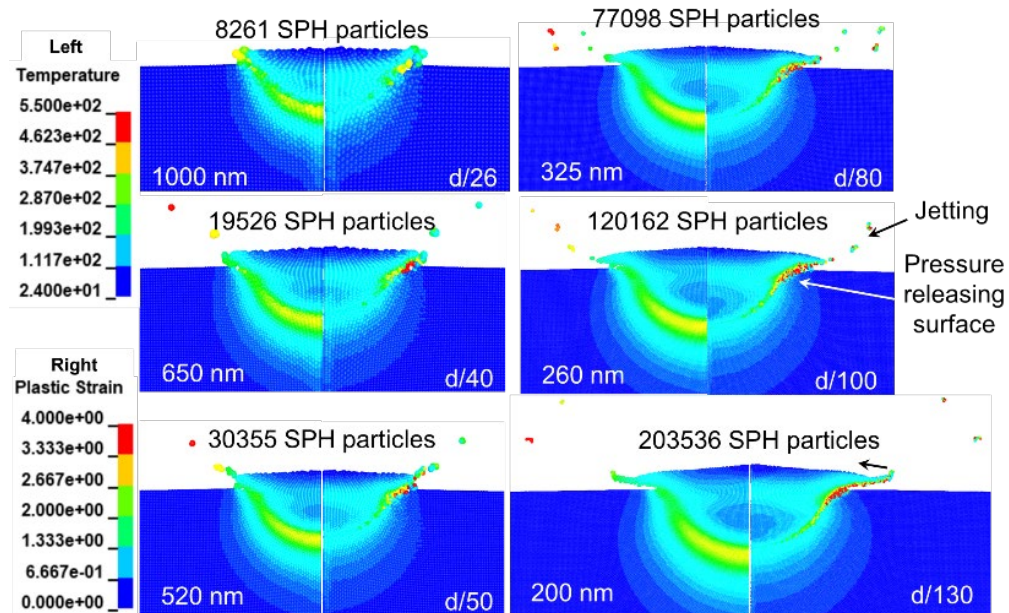 Left
Temperature
5.500e+02
4.623e+02
3.747e+02
2.870e+02
1.993e+02
1.117e+02
2.400e+01
Right
Plastic Strain
4.000e+00
3.333e+00
2.667e+00
2.000e+00
1.333e+00
6.667e-01
0.000e+00
8261 SPH particles
1000 nm
d/26
77098 SPH particles
325 nm
d/80
19526 SPH particles
650 nm
d/40
120162 SPH particles
260 nm
d/100
Jetting
Pressure
releasing
surface
30355 SPH particles
520 nm
d/50
203536 SPH particles
200 nm
d/130